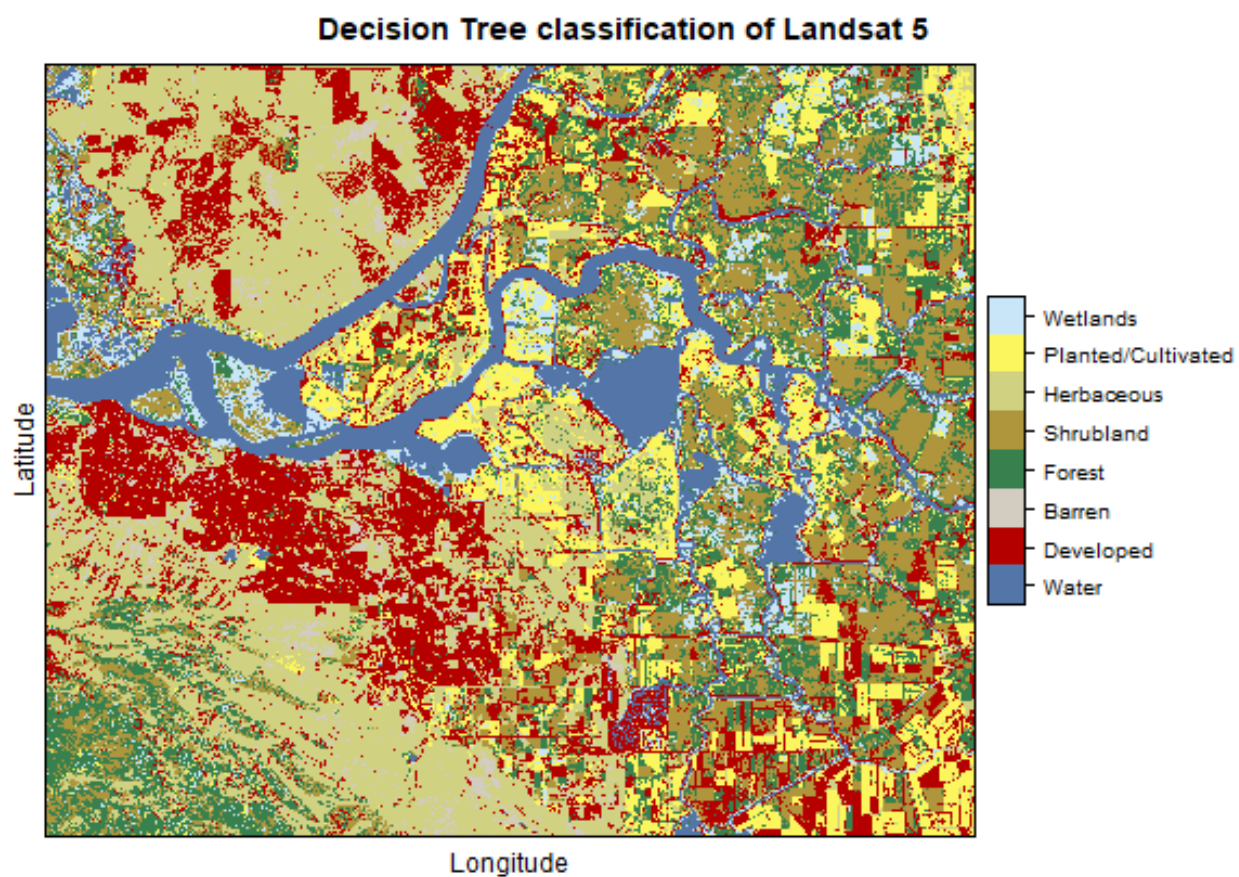 Decision Tree classification of Landsat 5
Latitude
Longitude
Wetlands
Planted/Cultivated
Herbaceous
Shrubland
Forest
Barren
Developed
Water